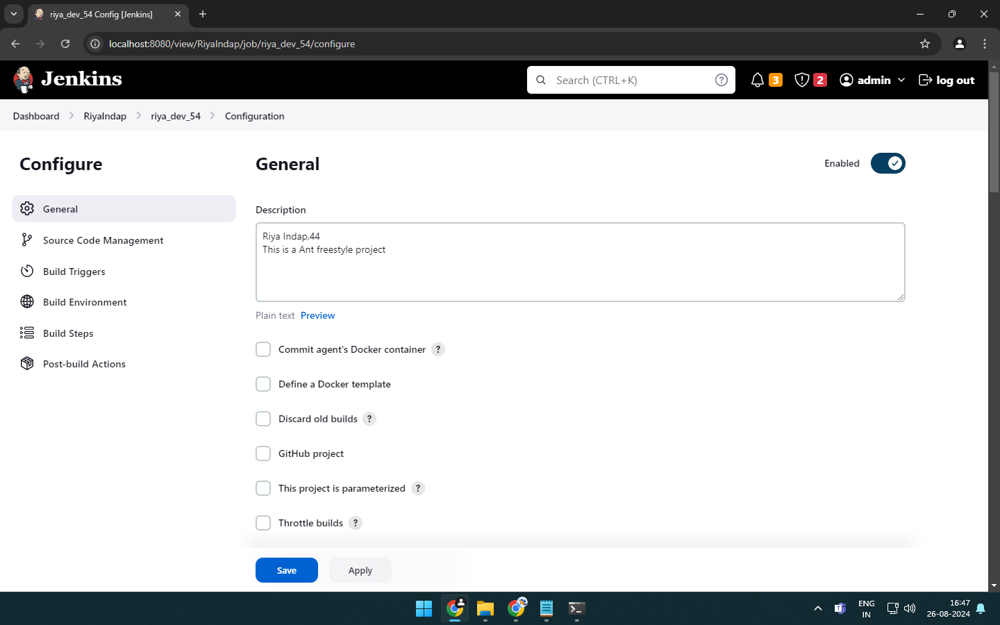 riya_dev_54 Config [Jenkins]
localhost:8080/view/RiyaIndap/job/riya_dev_54/configure
Jenkins
Search (CTRL+K)
?
3
2
admin
log out
Dashboard
RiyaIndap
riya_dev_54
Configuration
Configure
General
Source Code Management
Build Triggers
Build Environment
Build Steps
Post-build Actions
General
Enabled
Description
Riya Indap,44
This is a Ant freestyle project
Plain text Preview
Commit agent's Docker container ?
Define a Docker template
Discard old builds ?
GitHub project
This project is parameterized ?
Throttle builds ?
Save
Apply
ENG
IN
16:47
26-08-2024